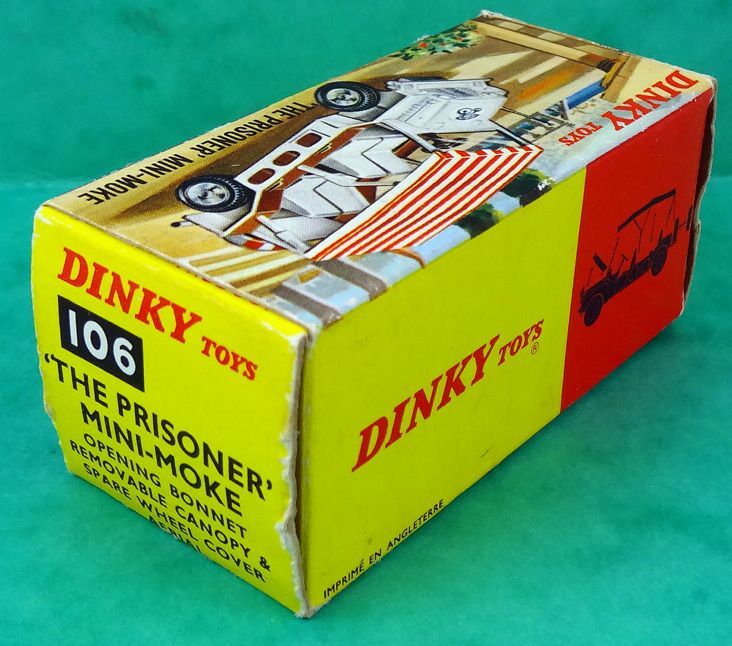 'THE PRISONER' MINI-MOKE
DINKY TOYS
DINKY TOYS
106
'THE PRISONER'
MINI-MOKE
OPENING BONNET
REMOVABLE CANOPY &
SPARE WHEEL COVER
AERIAL
DINKY TOYS®
IMPRIMÉ EN ANGLETERRE